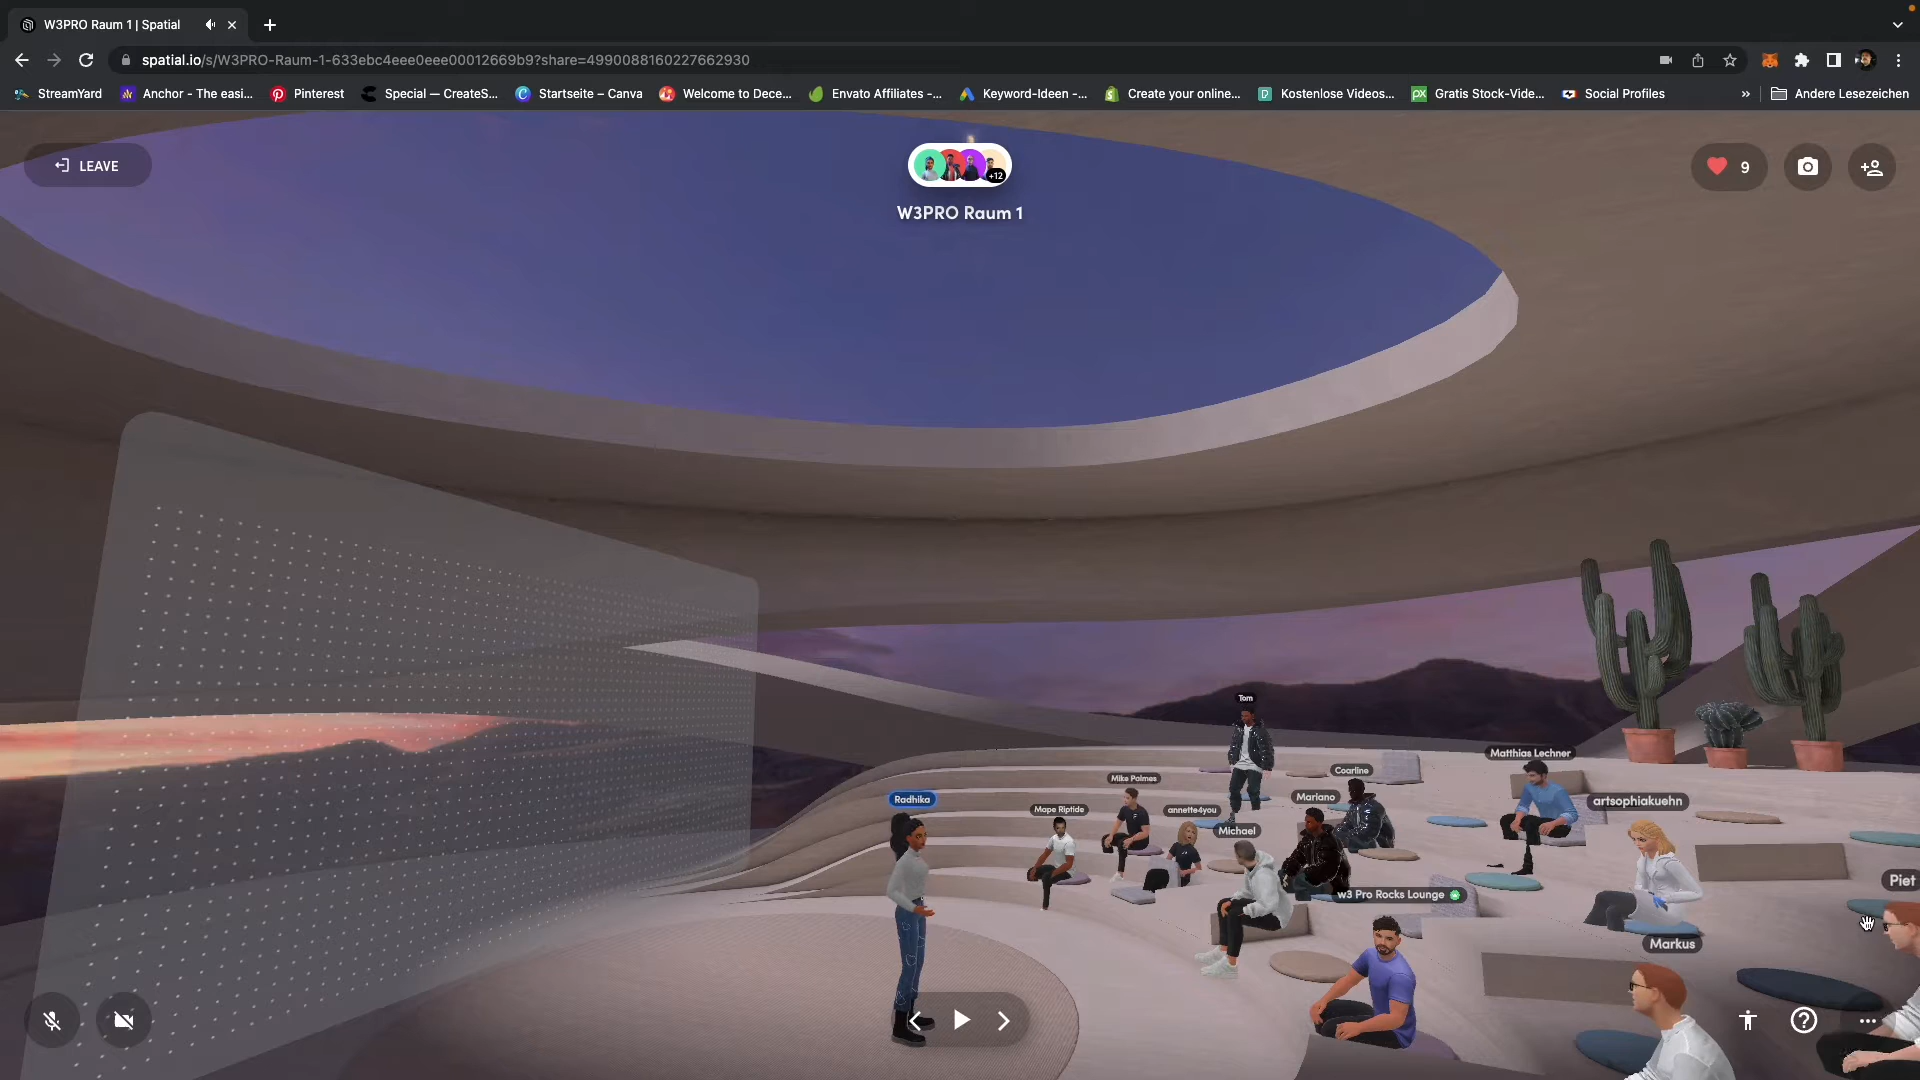 W3PRO Raum 1 | Spatial
spatial.io/s/W3PRO-Raum-1-633ebc4eee0eee00012669b9?share=4990088160227662930
StreamYard
Anchor - The easi...
Pinterest
Special — CreateS...
Startseite – Canva
Welcome to Dece...
Envato Affiliates -...
Keyword-Ideen -...
Create your online...
Kostenlose Videos...
Gratis Stock-Vide...
Social Profiles
»
Andere Lesezeichen
LEAVE
+12
9
W3PRO Raum 1
Tom
Matthias Lechner
Coarline
Mike Polmes
Radhika
Mariano
artsophiakuehn
Mape Riptide
annette4you
Michael
Piet
w3 Pro Rocks Lounge
Markus